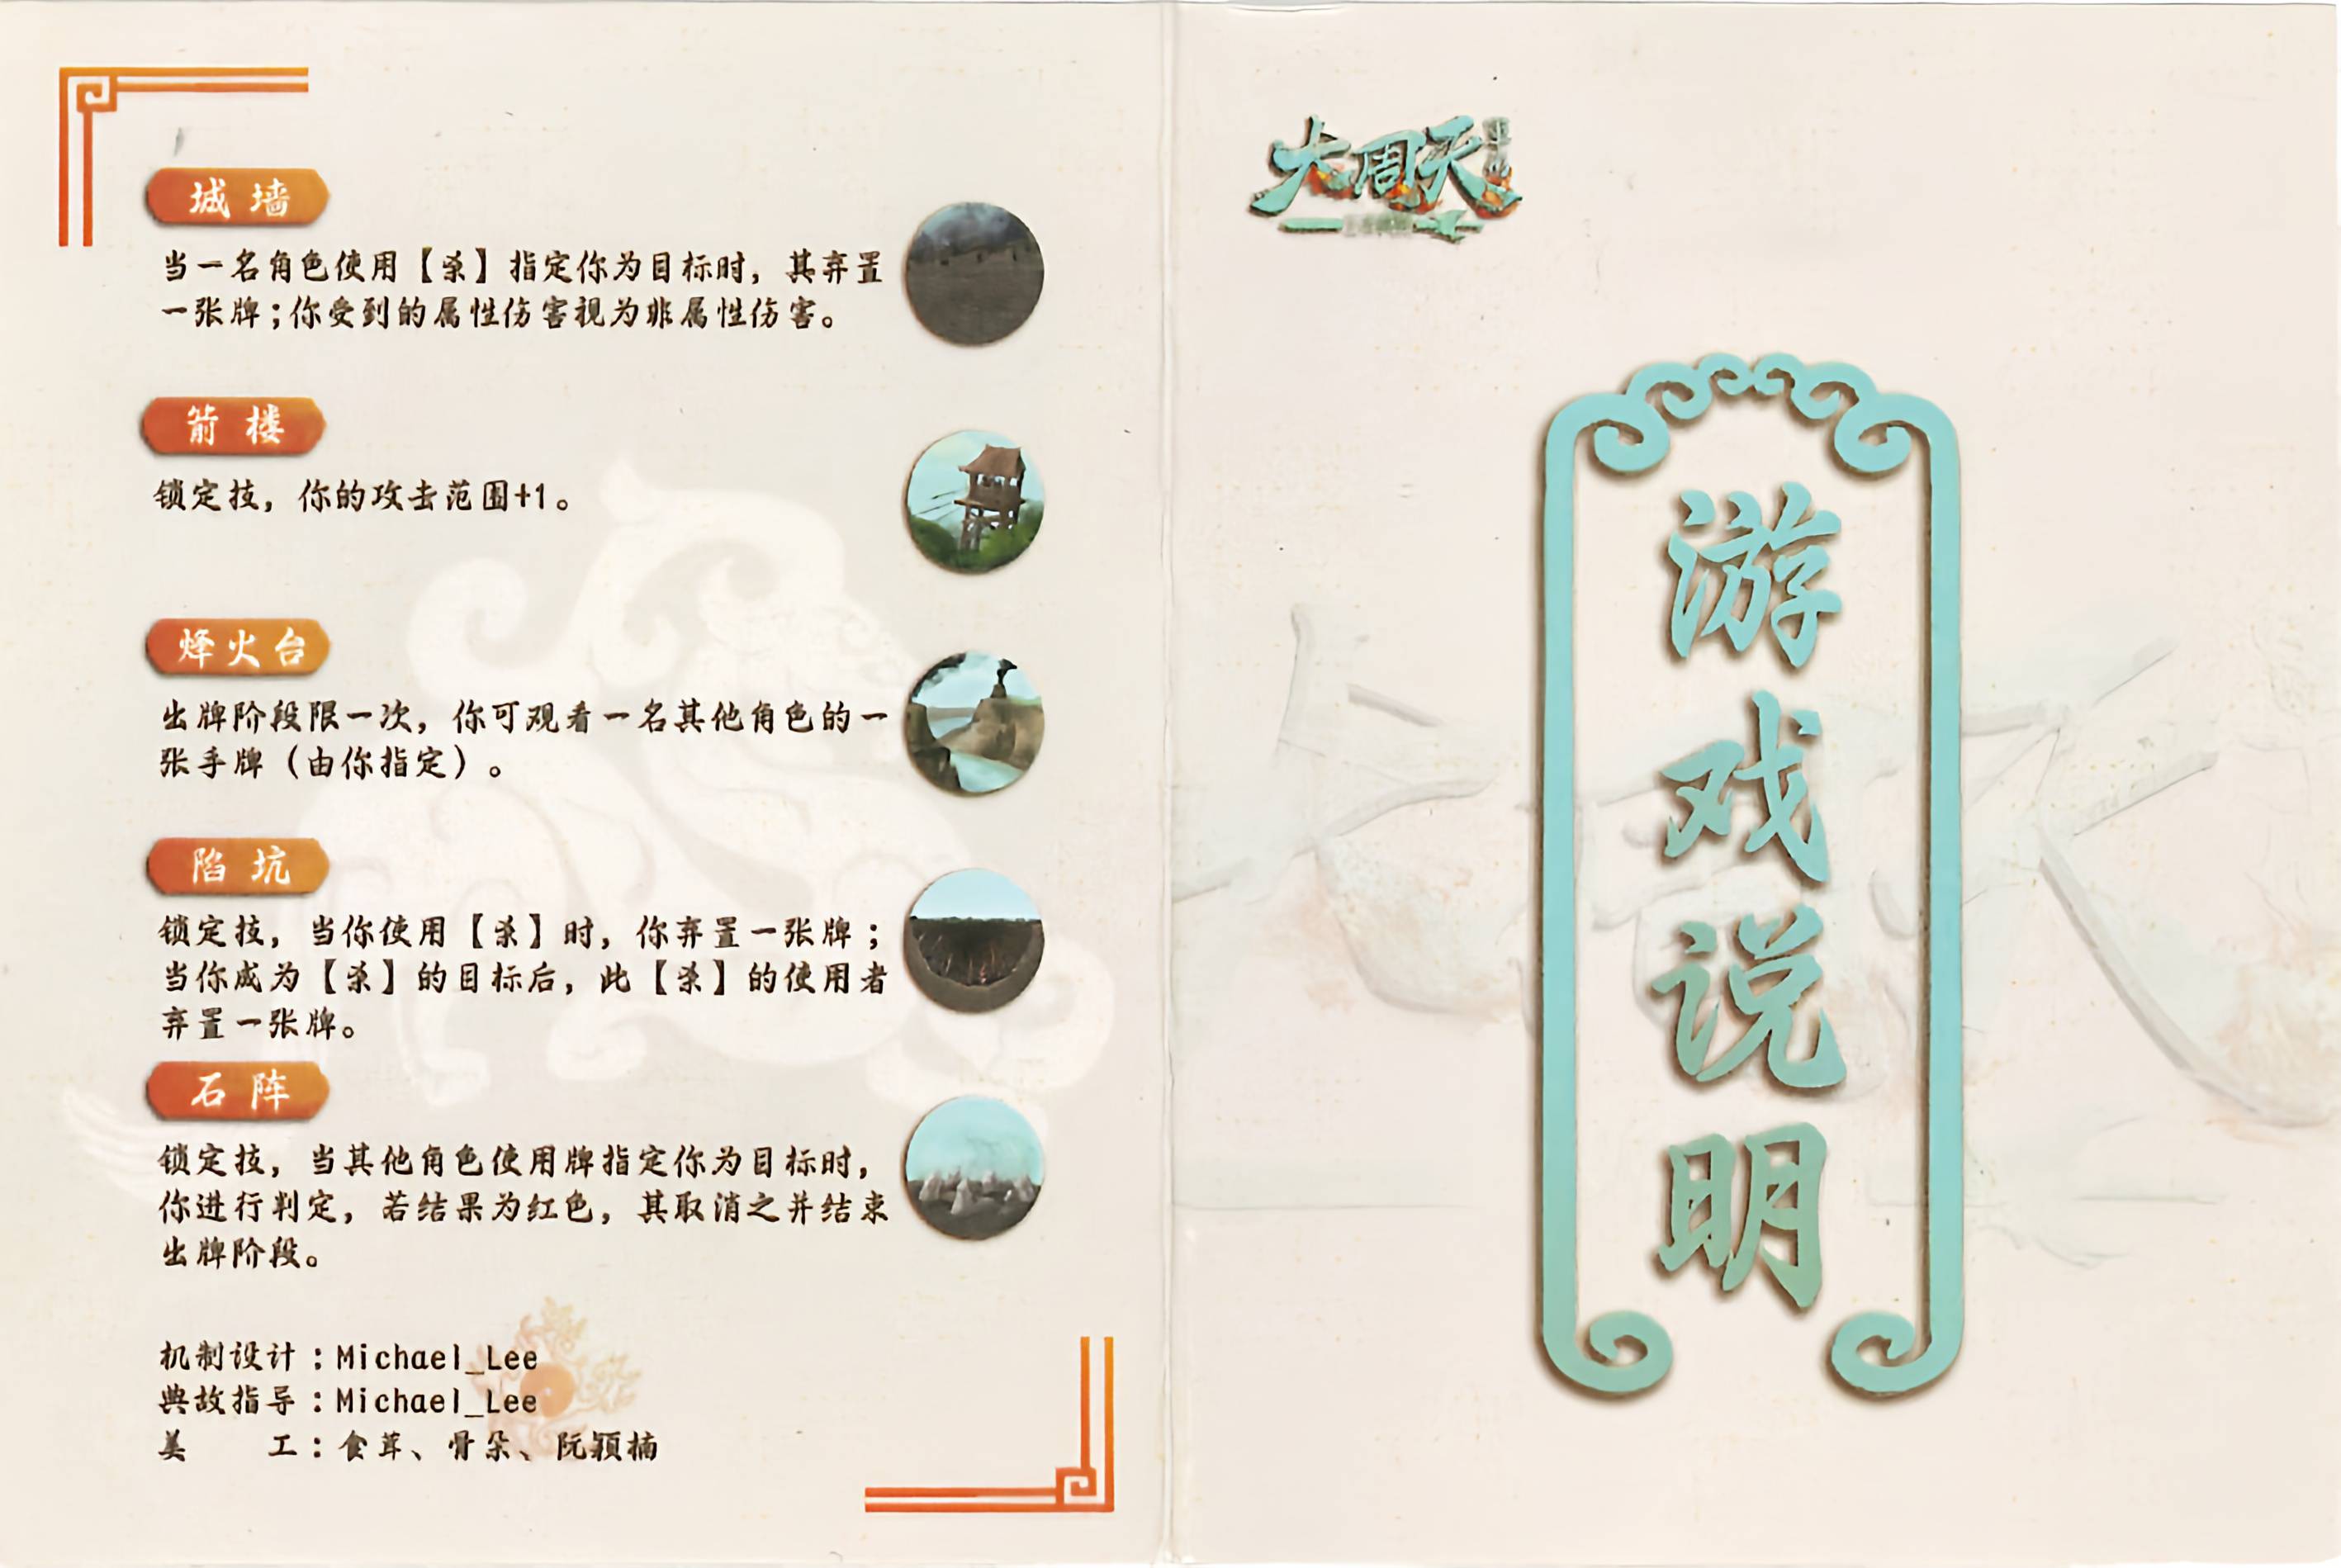 城墙
当一名角色使用【杀】指定你为目标时，其弃置
一张牌；你受到的属性伤害视为非属性伤害。
箭楼
锁定技，你的攻击范围+1。
烽火台
出牌阶段限一次，你可观看一名其他角色的一
张手牌（由你指定）。
陷坑
锁定技，当你使用【杀】时，你弃置一张牌；
当你成为【杀】的目标后，此【杀】的使用者
弃置一张牌。
石阵
锁定技，当其他角色使用牌指定你为目标时，
你进行判定，若结果为红色，其取消之并结束
出牌阶段。
机制设计：Michael_Lee
典故指导：Michael_Lee
美　　工：食茸、骨朵、阮颖楠
大周天
游戏说明